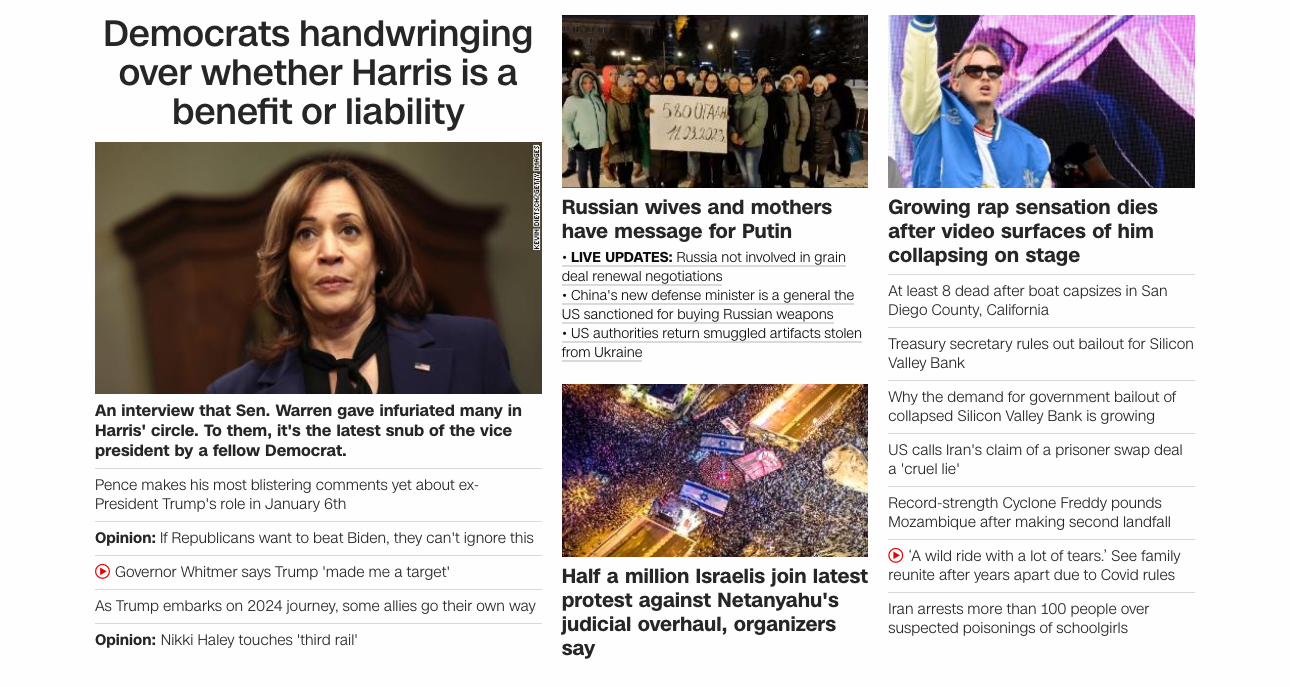 Democrats handwringing
over whether Harris is a
benefit or liability
KEVIN DIETSCH/GETTY IMAGES
An interview that Sen. Warren gave infuriated many in
Harris' circle. To them, it's the latest snub of the vice
president by a fellow Democrat.
Pence makes his most blistering comments yet about ex-
President Trump's role in January 6th
Opinion: If Republicans want to beat Biden, they can't ignore this
Governor Whitmer says Trump 'made me a target'
As Trump embarks on 2024 journey, some allies go their own way
Opinion: Nikki Haley touches 'third rail'
11.03.2023.
Russian wives and mothers
have message for Putin
• LIVE UPDATES: Russia not involved in grain
deal renewal negotiations
• China's new defense minister is a general the
US sanctioned for buying Russian weapons
• US authorities return smuggled artifacts stolen
from Ukraine
Half a million Israelis join latest
protest against Netanyahu's
judicial overhaul, organizers
say
Growing rap sensation dies
after video surfaces of him
collapsing on stage
At least 8 dead after boat capsizes in San
Diego County, California
Treasury secretary rules out bailout for Silicon
Valley Bank
Why the demand for government bailout of
collapsed Silicon Valley Bank is growing
US calls Iran's claim of a prisoner swap deal
a 'cruel lie'
Record-strength Cyclone Freddy pounds
Mozambique after making second landfall
'A wild ride with a lot of tears.' See family
reunite after years apart due to Covid rules
Iran arrests more than 100 people over
suspected poisonings of schoolgirls